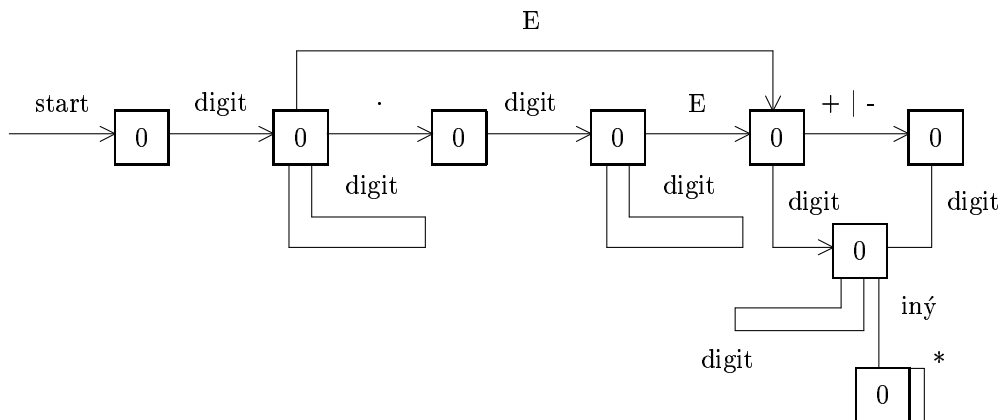 E
start digit . digit E + | -
0 0 0 0 0 0
digit digit digit digit
0
iný
digit *
0